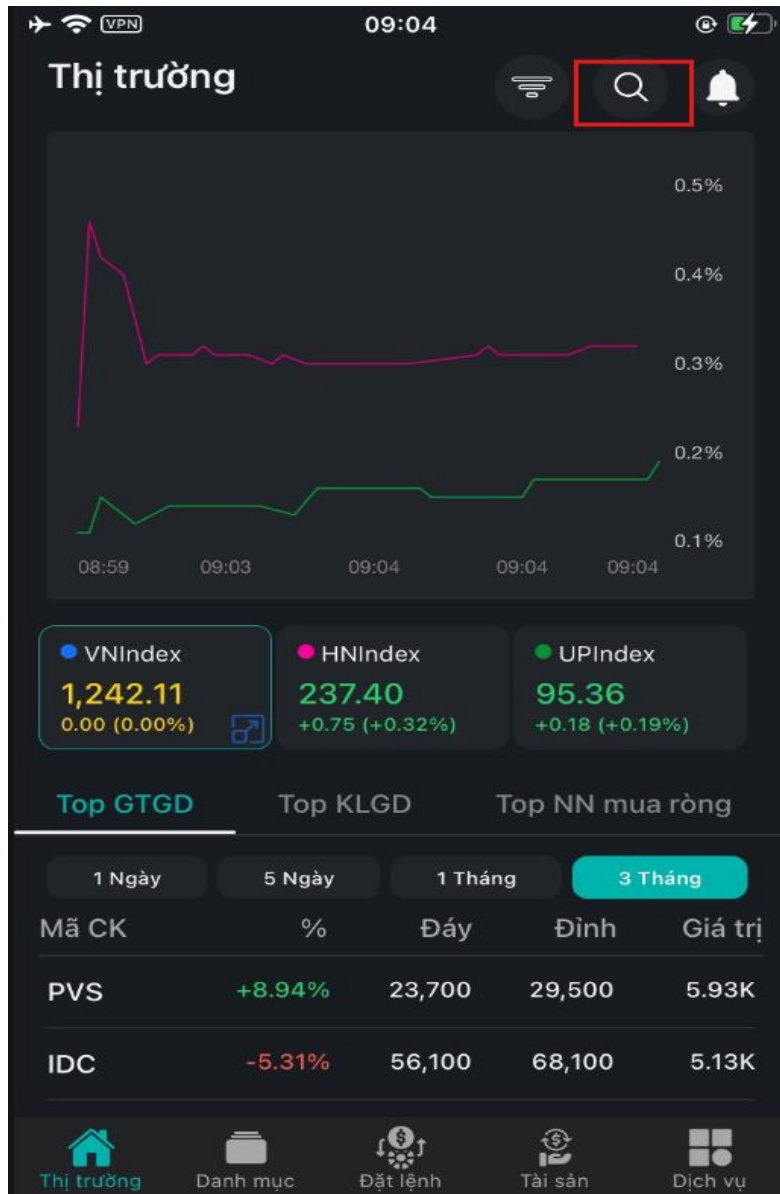 VPN 09:04
Thị trường
0.5%
0.4%
0.3%
0.2%
0.1%
08:59 09:03 09:04 09:04 09:04
VNIndex HNIndex UPIndex
1,242.11 237.40 95.36
0.00 (0.00%) +0.75 (+0.32%) +0.18 (+0.19%)
Top GTGD Top KLGD Top NN mua ròng
1 Ngày 5 Ngày 1 Tháng 3 Tháng
Mã CK % Đáy Đỉnh Giá trị
PVS +8.94% 23,700 29,500 5.93K
IDC -5.31% 56,100 68,100 5.13K
Thị trường Danh mục Đặt lệnh Tài sản Dịch vụ